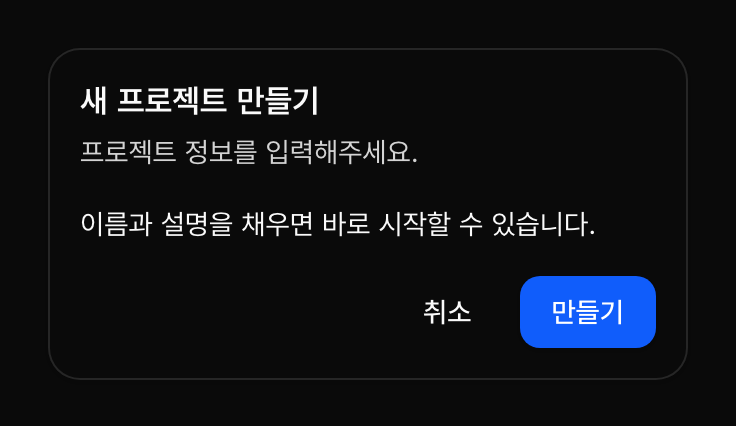 새 프로젝트 만들기
프로젝트 정보를 입력해주세요.
이름과 설명을 채우면 바로 시작할 수 있습니다.
취소
만들기